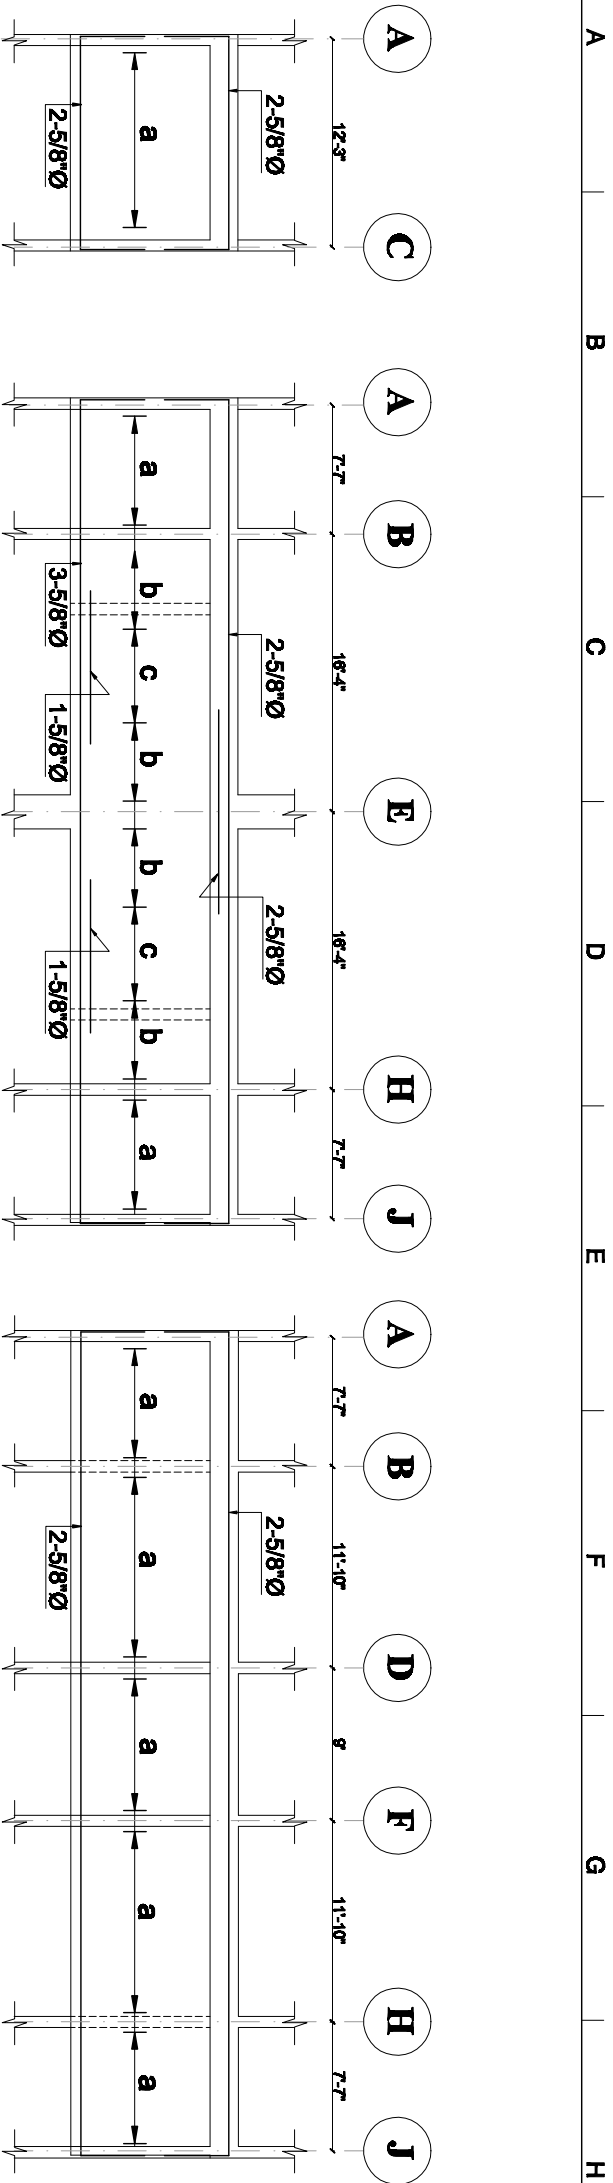 A B C D E F G H
A C
12'-3"
2-5/8"Ø
a
2-5/8"Ø
A B E H J
7'-7" 16'-4" 16'-4" 7'-7"
2-5/8"Ø 2-5/8"Ø
a b c b b c b a
3-5/8"Ø 1-5/8"Ø 1-5/8"Ø
A B D F H J
7'-7" 11'-10" 9' 11'-10" 7'-7"
2-5/8"Ø
a a a a a
2-5/8"Ø